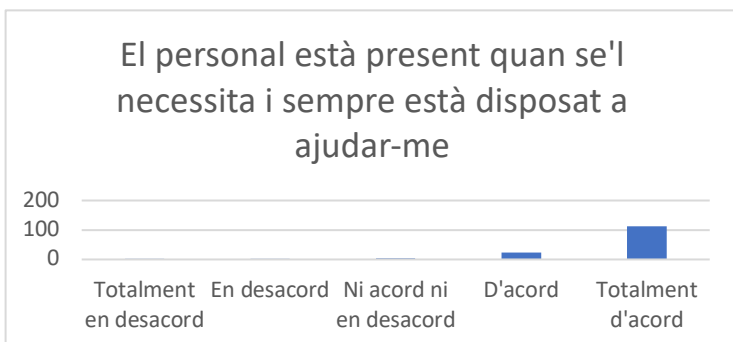 El personal està present quan se'l
necessita i sempre està disposat a
ajudar-me
200
100
0
Totalment
en desacord
En desacord
Ni acord ni
en desacord
D'acord
Totalment
d'acord